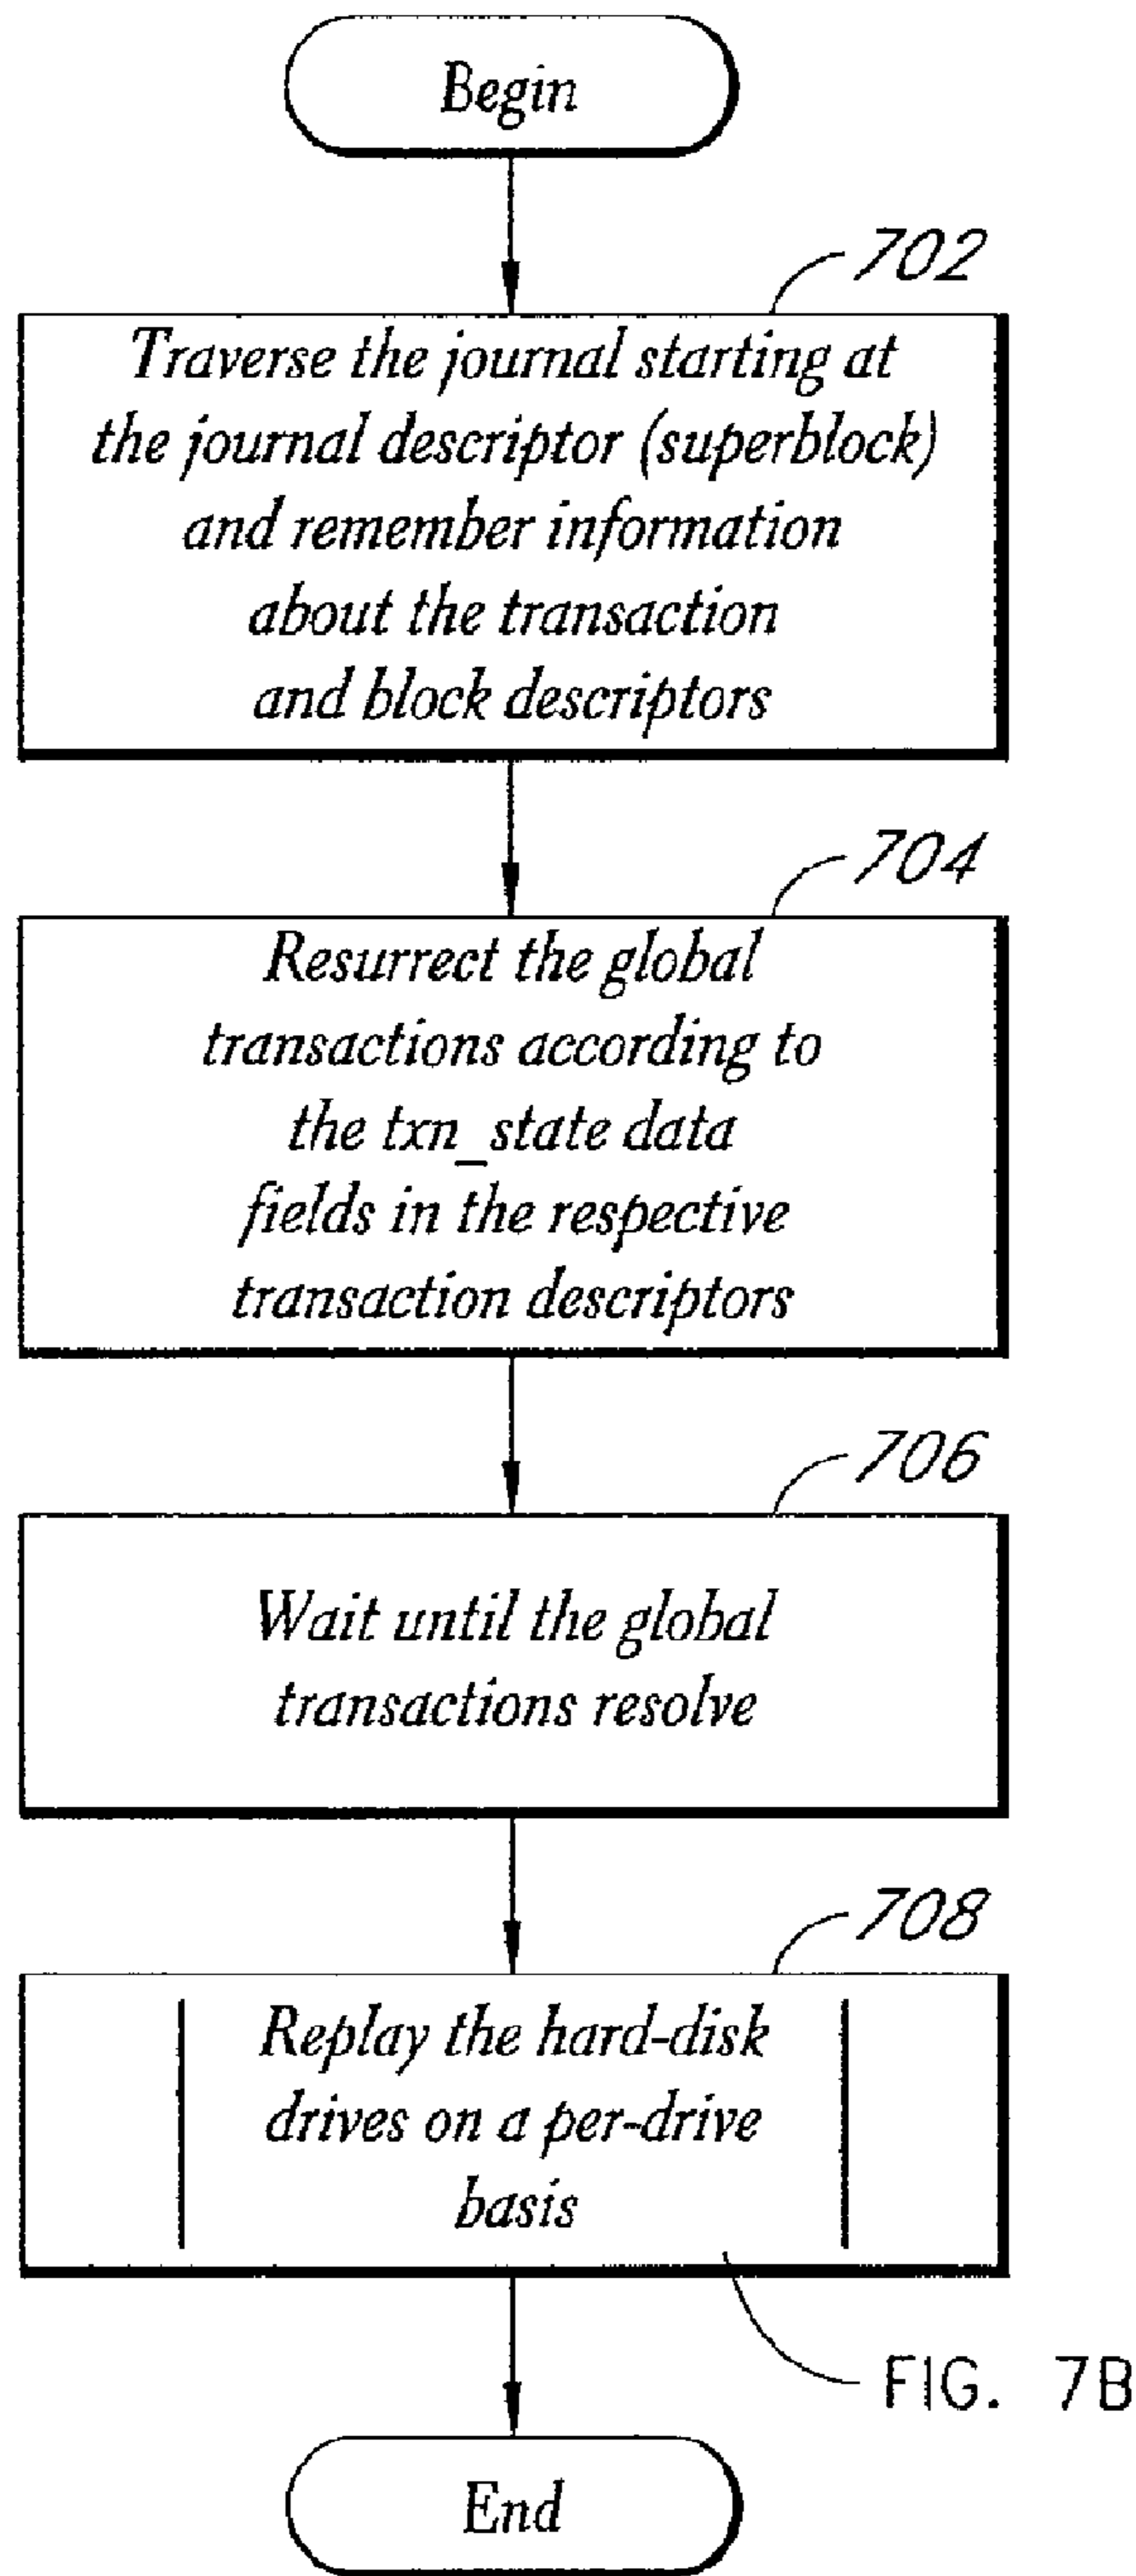 Begin
702
Traverse the journal starting at
the journal descriptor (superblock)
and remember information
about the transaction
and block descriptors
704
Resurrect the global
transactions according to
the txn_state data
fields in the respective
transaction descriptors
706
Wait until the global
transactions resolve
708
Replay the hard-disk
drives on a per-drive
basis
FIG. 7B
End